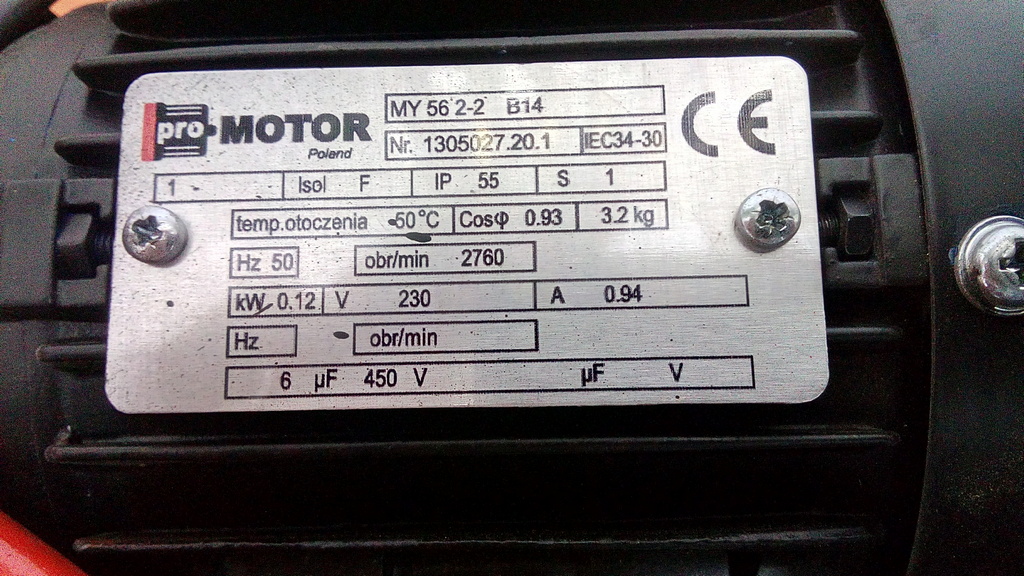 pro-MOTOR
Poland
MY 56 2-2 B14
Nr. 1305027.20.1 IEC34-30
CE
1 - Isol F IP 55 S 1
temp.otoczenia -50°C Cosφ 0.93 3.2 kg
Hz 50 obr/min 2760
kW 0.12 V 230 A 0.94
Hz obr/min
6 µF 450 V µF V